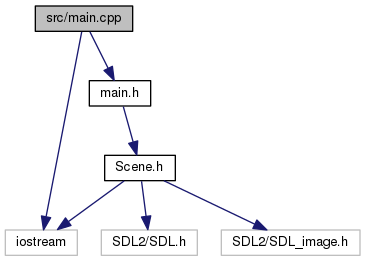 src/main.cpp
main.h
Scene.h
iostream
SDL2/SDL.h
SDL2/SDL_image.h